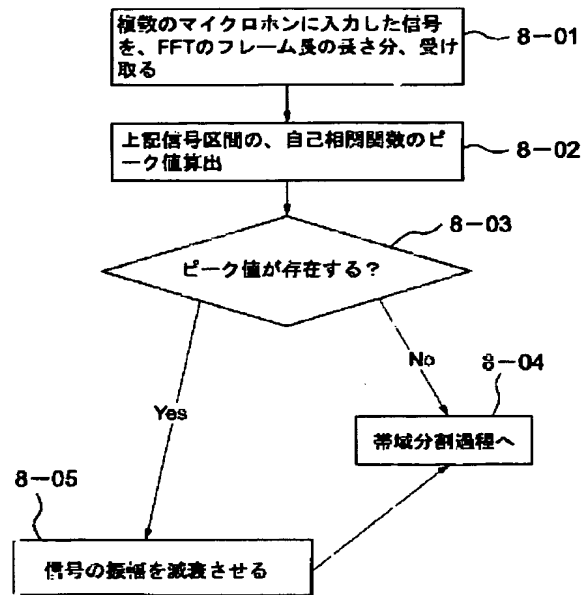 複数のマイクロホンに入力した信号
を、FFTのフレーム長の長さ分、受け
取る
8-01
上記信号区間の、自己相関関数のピ
ーク値算出
8-02
8-03
ピーク値が存在する？
No
8-04
Yes
帯域分割過程へ
8-05
信号の振幅を減衰させる